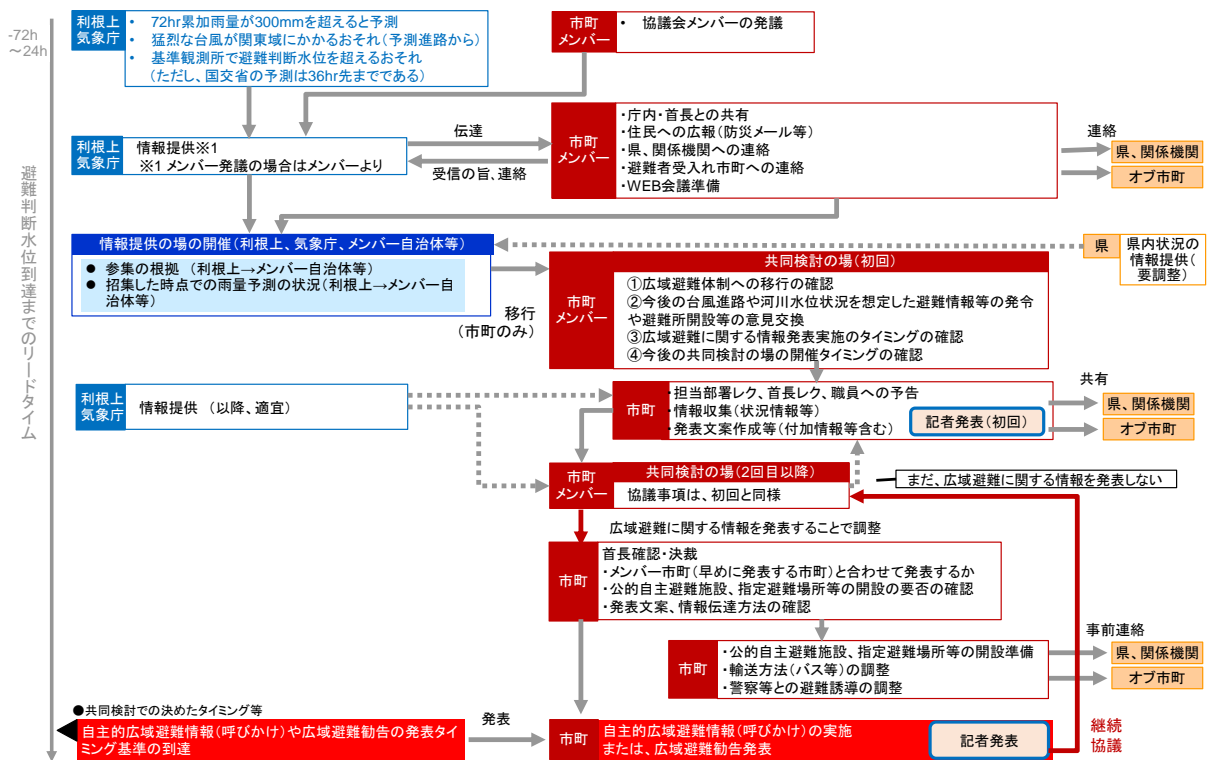 -72h
～24h
避難判断水位到達までのリードタイム
利根上
気象庁
・ 72hr累加雨量が300mmを超えると予測
・ 猛烈な台風が関東域にかかるおそれ（予測進路から）
・ 基準観測所で避難判断水位を超えるおそれ
（ただし、国交省の予測は36hr先までである）
市町
メンバー
・ 協議会メンバーの発議
利根上
気象庁
情報提供※1
※1 メンバー発議の場合はメンバーより
伝達
受信の旨、連絡
市町
メンバー
・庁内・首長との共有
・住民への広報（防災メール等）
・県、関係機関への連絡
・避難者受入れ市町への連絡
・WEB会議準備
連絡
県、関係機関
オブ市町
情報提供の場の開催（利根上、気象庁、メンバー自治体等）
● 参集の根拠 （利根上→メンバー自治体等）
● 招集した時点での雨量予測の状況（利根上→メンバー自
治体等）
県
県内状況の
情報提供（
要調整）
移行
（市町のみ）
市町
メンバー
共同検討の場（初回）
①広域避難体制への移行の確認
②今後の台風進路や河川水位状況を想定した避難情報等の発令
や避難所開設等の意見交換
③広域避難に関する情報発表実施のタイミングの確認
④今後の共同検討の場の開催タイミングの確認
利根上
気象庁
情報提供 （以降、適宜）
市町
・担当部署レク、首長レク、職員への予告
・情報収集（状況情報等）
・発表文案作成等（付加情報等含む）
記者発表（初回）
共有
県、関係機関
オブ市町
市町
メンバー
共同検討の場（2回目以降）
協議事項は、初回と同様
まだ、広域避難に関する情報を発表しない
広域避難に関する情報を発表することで調整
市町
首長確認・決裁
・メンバー市町（早めに発表する市町）と合わせて発表するか
・公的自主避難施設、指定避難場所等の開設の要否の確認
・発表文案、情報伝達方法の確認
市町
・公的自主避難施設、指定避難場所等の開設準備
・輸送方法（バス等）の調整
・警察等との避難誘導の調整
事前連絡
県、関係機関
オブ市町
●共同検討での決めたタイミング等
自主的広域避難情報（呼びかけ）や広域避難勧告の発表タイ
ミング基準の到達
発表
市町
自主的広域避難情報（呼びかけ）の実施
または、広域避難勧告発表
記者発表
継続
協議